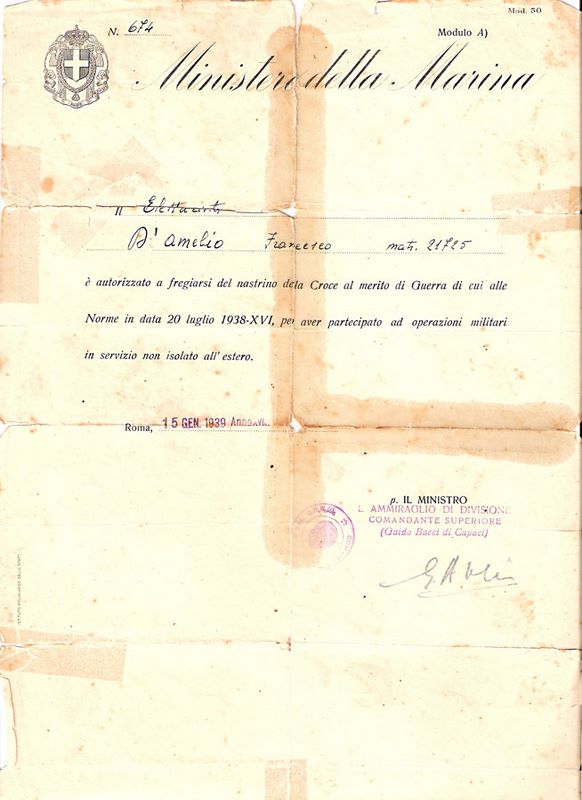 Mod. 50
N. 674
Modulo A)
Ministero della Marina
Il Elettricista
D'Amelio Francesco matr. 21725
è autorizzato a fregiarsi del nastrino dela Croce al merito di Guerra di cui alle
Norme in data 20 luglio 1938-XVI, per aver partecipato ad operazioni militari
in servizio non isolato all'estero.
Roma, 15 GEN. 1939 Anno XVII
p. IL MINISTRO
L AMMIRAGLIO DI DIVISIONE
COMANDANTE SUPERIORE
(Guido Bacci di Capaci)